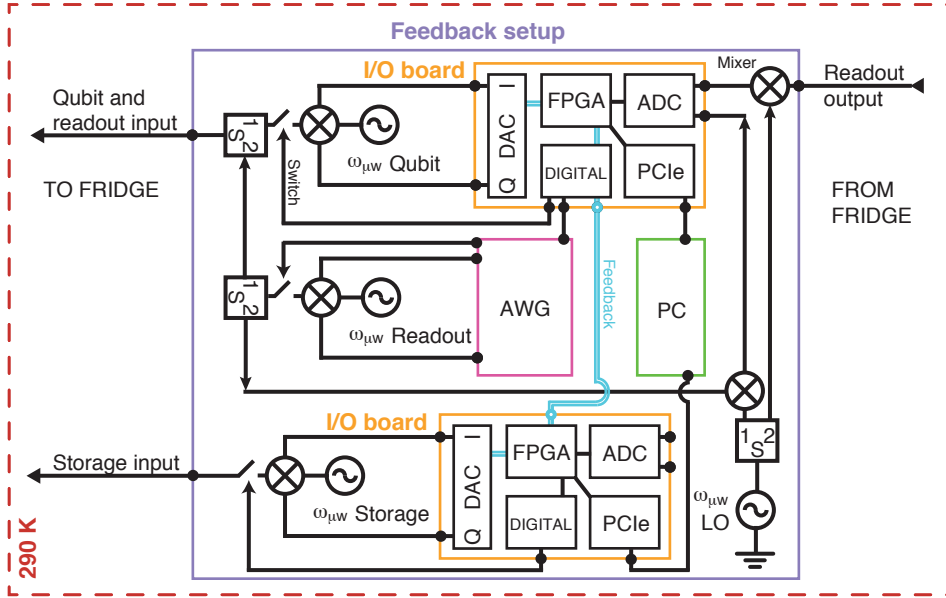 Feedback setup
I/O board
Mixer
Qubit and
readout input
Readout
output
I
DAC
Q
FPGA
ADC
DIGITAL
PCIe
1 S 2
Switch
ωμw Qubit
TO FRIDGE
FROM
FRIDGE
1 S 2
ωμw Readout
AWG
Feedback
PC
I/O board
I
DAC
Q
FPGA
ADC
DIGITAL
PCIe
1 S 2
Storage input
ωμw Storage
ωμw
LO
290 K